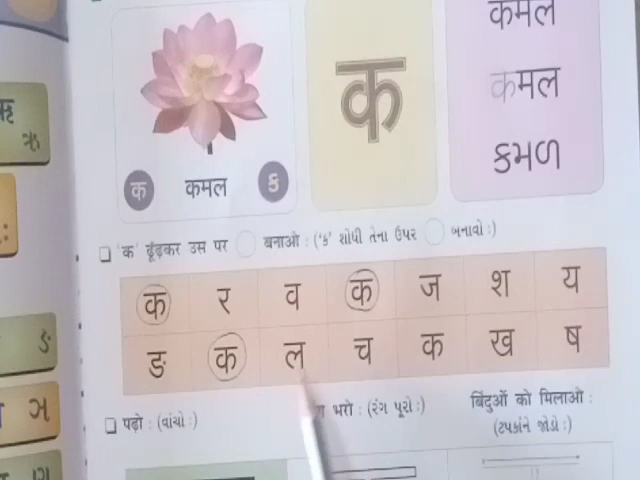 कमल
कमल
કમળ
क
क कमल ક
'क' ढूंढ़कर उस पर ○ बनाओ : ('ક' શોધી તેના ઉપર ○ બનાવો :)
क र व क ज श य
ङ क ल च क ख ष
पढ़ो : (વાંચો :)
भरो : (રંગ પૂરો :)
बिंदुओं को मिलाओ :
(ટપકાંને જોડો :)
ऋ
ઋ
ઙ
ઞ